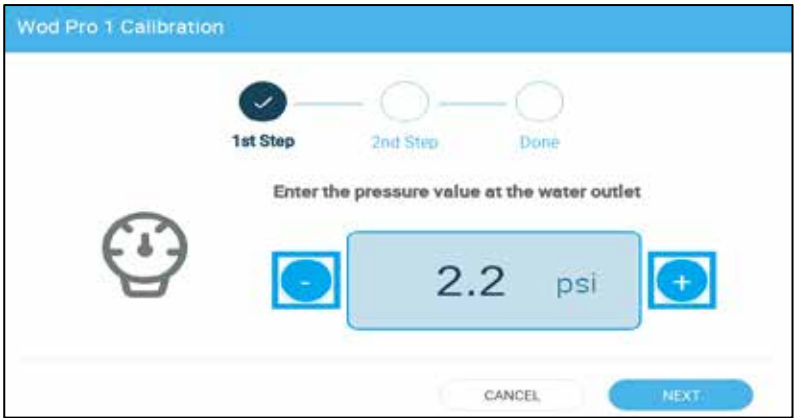 Wod Pro 1 Calibration
1st Step 2nd Step Done
Enter the pressure value at the water outlet
- 2.2 psi +
CANCEL NEXT